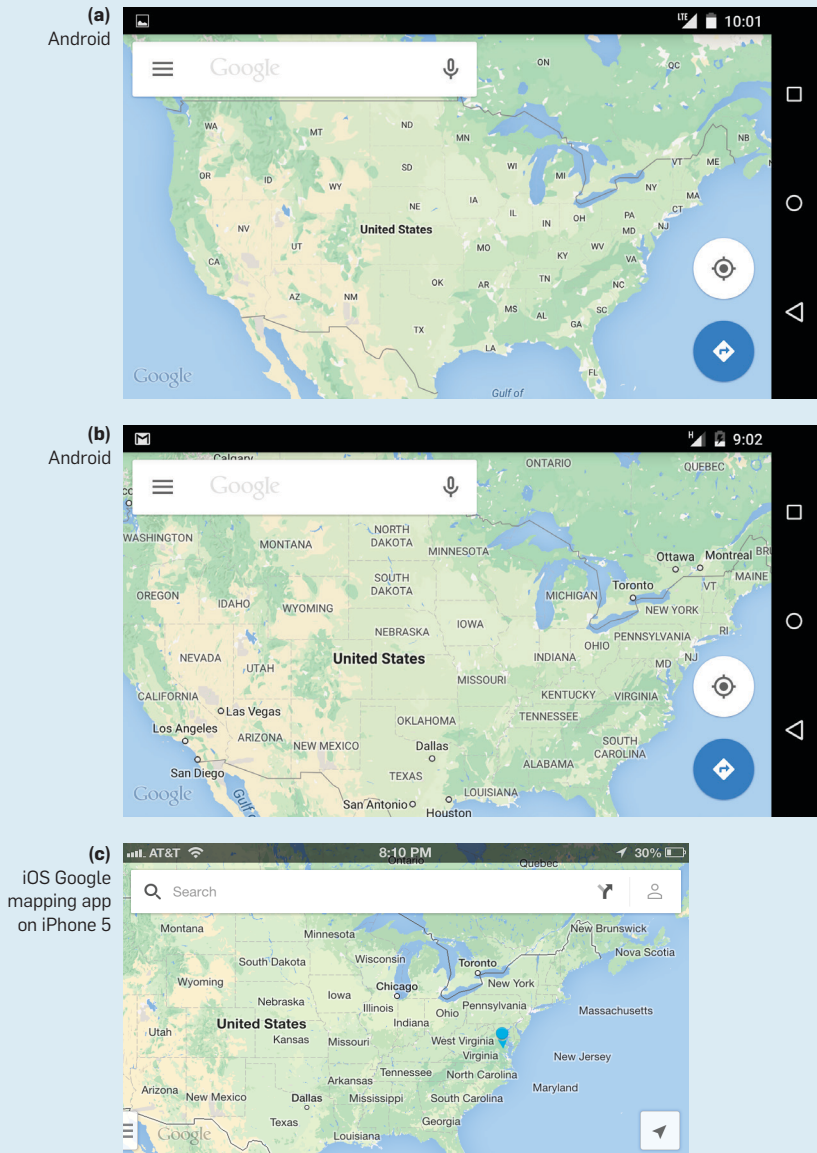 (a)
Android
LTE 10:01
Google
ON
QC
WA
MT
ND
MN
NB
OR
ID
WY
SD
WI
MI
VT
ME
NY
MA
CT
NE
IA
IL
IN
OH
PA
NJ
MD
NV
UT
United States
MO
KY
WV
VA
CA
AZ
NM
OK
AR
TN
NC
TX
MS
AL
GA
SC
LA
FL
Google
Gulf of
(b)
Android
H 9:02
Google
Calgary
ONTARIO
QUEBEC
WASHINGTON
MONTANA
NORTH
DAKOTA
MINNESOTA
Ottawa
Montreal
OREGON
IDAHO
WYOMING
SOUTH
DAKOTA
MICHIGAN
Toronto
VT
MAINE
NEW YORK
NEBRASKA
IOWA
OHIO
PENNSYLVANIA
RI
NEVADA
UTAH
United States
INDIANA
MD
NJ
MISSOURI
CALIFORNIA
Las Vegas
KENTUCKY
VIRGINIA
Los Angeles
ARIZONA
NEW MEXICO
OKLAHOMA
TENNESSEE
Dallas
San Diego
TEXAS
ALABAMA
SOUTH
CAROLINA
Google
San Antonio
Houston
LOUISIANA
(c)
iOS Google
mapping app
on iPhone 5
AT&T 8:10 PM 30%
Ontario
Quebec
Search
Montana
Minnesota
New Brunswick
South Dakota
Wisconsin
Toronto
Nova Scotia
Wyoming
Chicago
New York
Nebraska
Iowa
Illinois
Ohio
Pennsylvania
Massachusetts
Utah
United States
Indiana
Kansas
Missouri
West Virginia
Virginia
New Jersey
Arkansas
Tennessee
North Carolina
Maryland
Arizona
New Mexico
Dallas
Mississippi
South Carolina
Texas
Georgia
Google
Louisiana